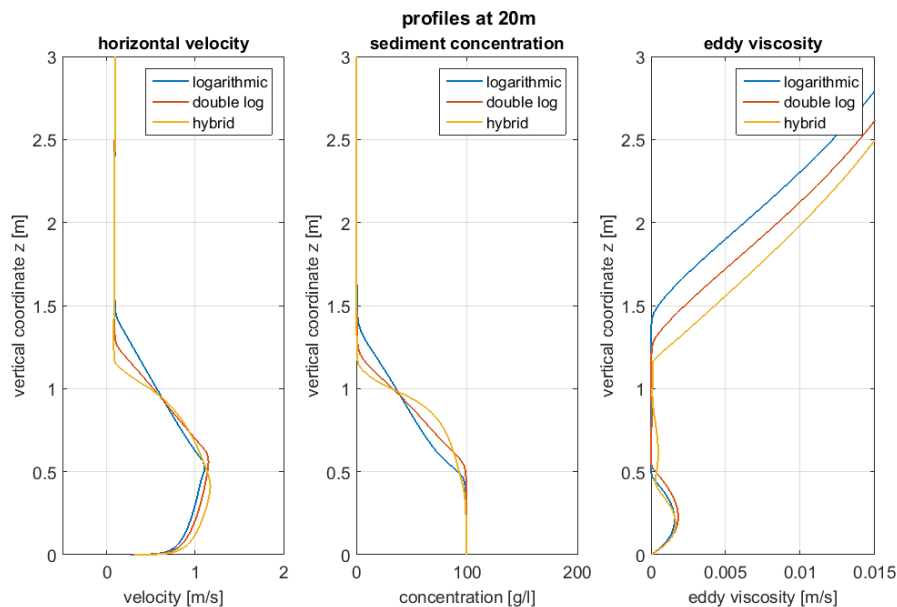 profiles at 20m
horizontal velocity
3
2.5
2
1.5
1
0.5
0
vertical coordinate z [m]
0
1
2
velocity [m/s]
logarithmic
double log
hybrid
sediment concentration
3
2.5
2
1.5
1
0.5
0
vertical coordinate z [m]
0
100
200
concentration [g/l]
logarithmic
double log
hybrid
eddy viscosity
3
2.5
2
1.5
1
0.5
0
vertical coordinate z [m]
0
0.005
0.01
0.015
eddy viscosity [m/s]
logarithmic
double log
hybrid